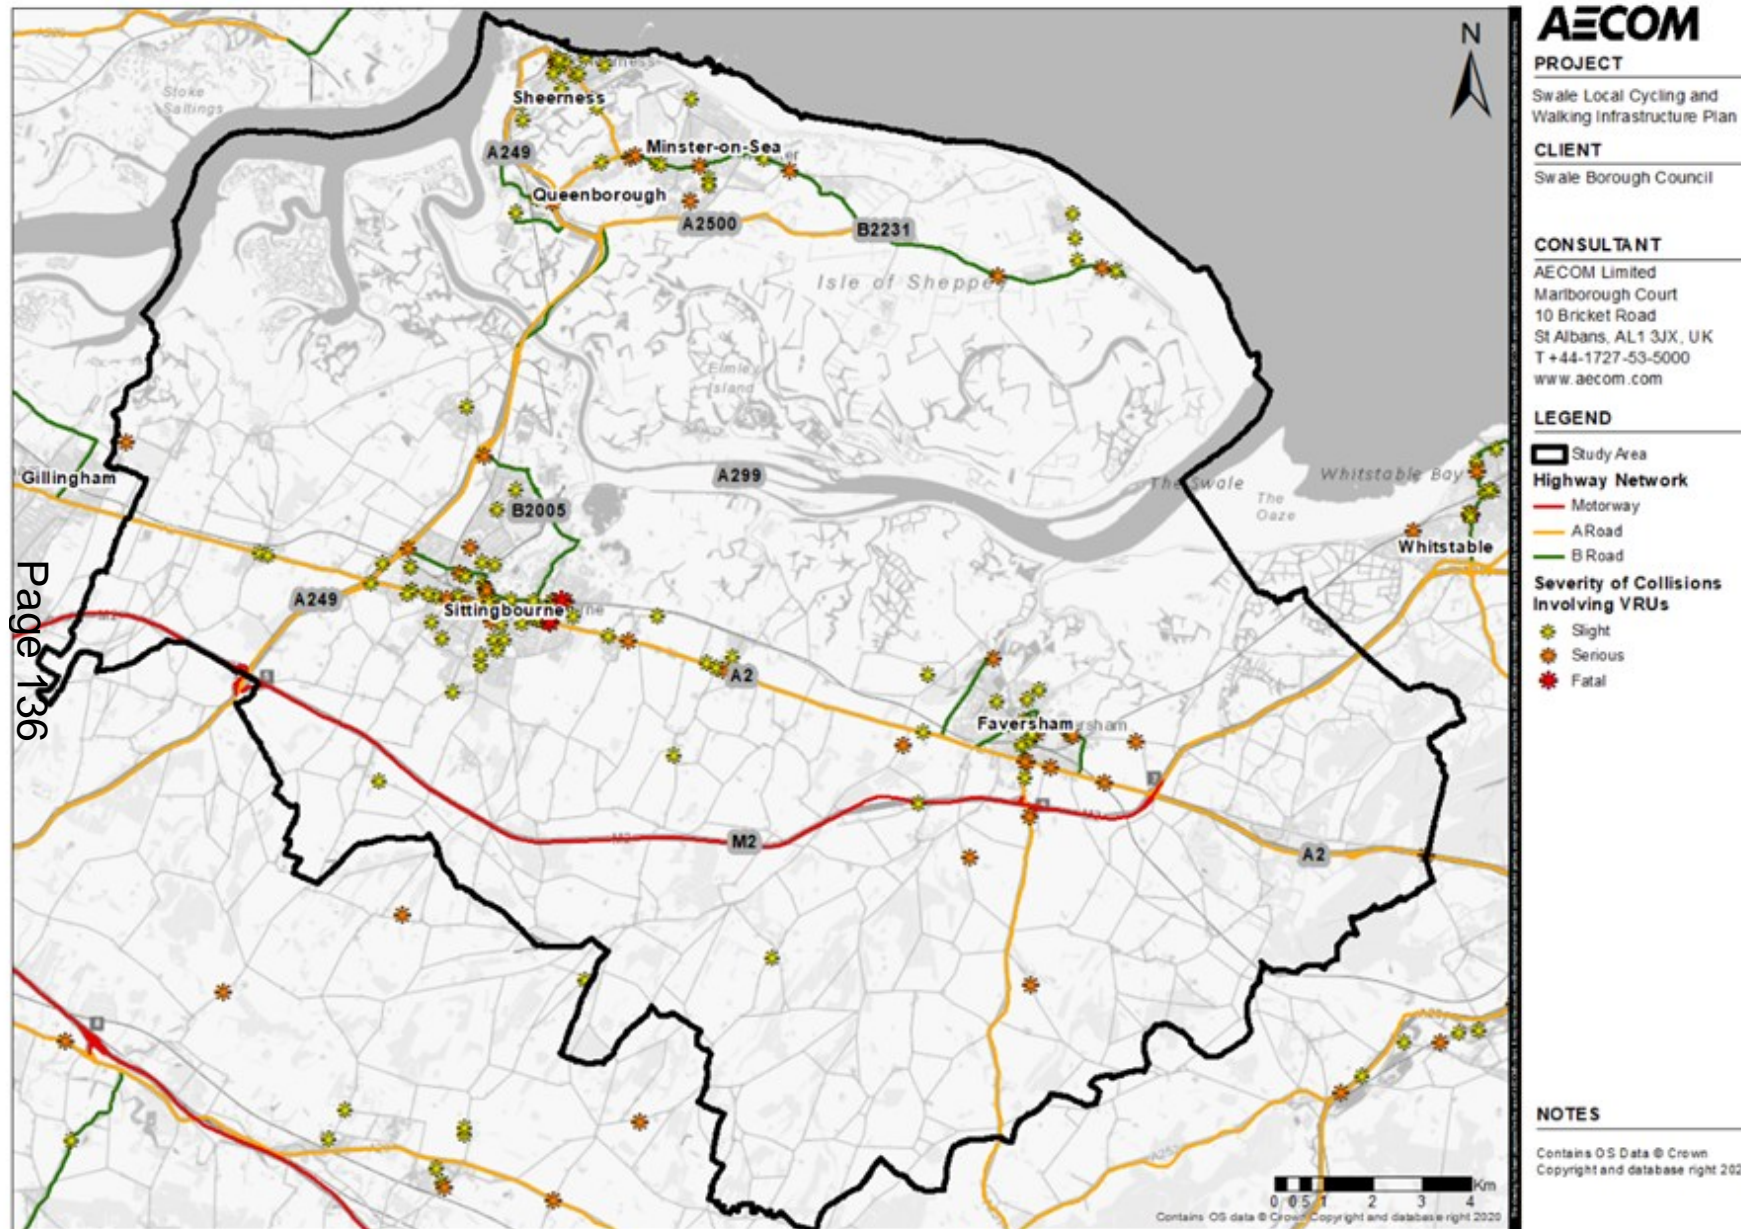 Stoke
Saltings
Sheerness
Minster-on-Sea
A249
Queenborough
A2500
B2231
Isle of Sheppey
Elmley
Island
Gillingham
A299
The Swale
Whitstable Bay
The
Oaze
B2005
Whitstable
A249
Sittingbourne
M2
A2
Faversham
M2
M2
M2
A2
Page 136
N
0 0.5 1 2 3 4 Km
Contains OS data © Crown Copyright and database right 2020
AECOM
PROJECT
Swale Local Cycling and
Walking Infrastructure Plan
CLIENT
Swale Borough Council
CONSULTANT
AECOM Limited
Marlborough Court
10 Bricket Road
St Albans, AL1 3JX, UK
T +44-1727-53-5000
www.aecom.com
LEGEND
Study Area
Highway Network
Motorway
A Road
B Road
Severity of Collisions
Involving VRUs
Slight
Serious
Fatal
NOTES
Contains OS Data © Crown
Copyright and database right 202